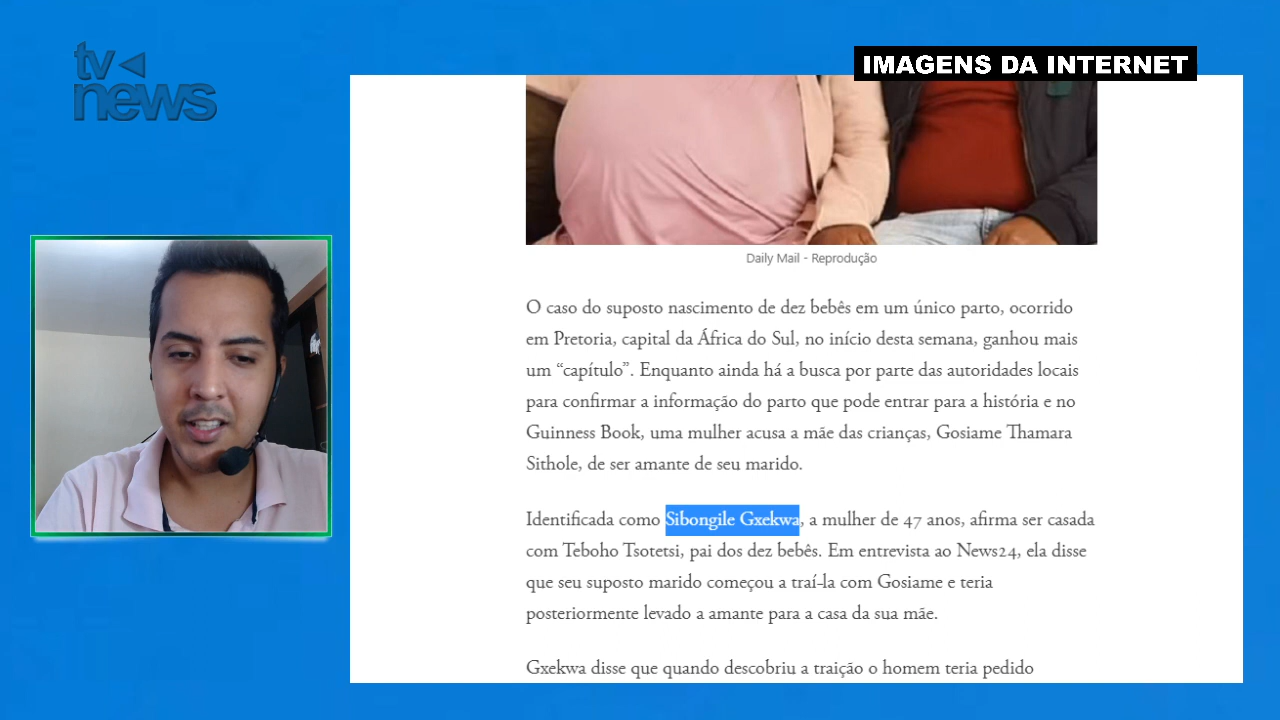 tv
news
IMAGENS DA INTERNET
Daily Mail - Reprodução
O caso do suposto nascimento de dez bebês em um único parto, ocorrido
em Pretoria, capital da África do Sul, no início desta semana, ganhou mais
um “capítulo”. Enquanto ainda há a busca por parte das autoridades locais
para confirmar a informação do parto que pode entrar para a história e no
Guinness Book, uma mulher acusa a mãe das crianças, Gosiame Thamara
Sithole, de ser amante de seu marido.
Identificada como Sibongile Gxekwa, a mulher de 47 anos, afirma ser casada
com Teboho Tsotetsi, pai dos dez bebês. Em entrevista ao News24, ela disse
que seu suposto marido começou a traí-la com Gosiame e teria
posteriormente levado a amante para a casa da sua mãe.
Gxekwa disse que quando descobriu a traição o homem teria pedido